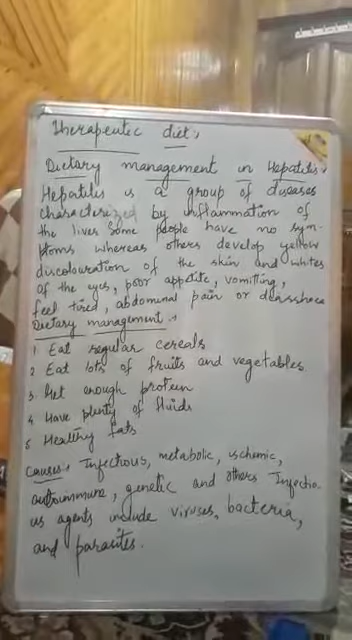 Therapeutic diet,
Dietary management in Hepatitis,
Hepatitis is a group of diseases
characterized by inflammation of
the liver some people have no sym-
ptoms whereas others develop yellow
discolouration of the skin and whites
of the eyes, poor appetite, vomitting,
feel tired, abdominal pain or diarrhoea
Dietary management.
1 Eat regular cereals
2 Eat lots of fruits and vegetables
3. Get enough protein
4 Have plenty of fluids
5 Healthy fats
Causes: Infectious, metabolic, ischemic,
autoimmune, genetic and others Infectio-
us agents include viruses, bacteria,
and parasites.